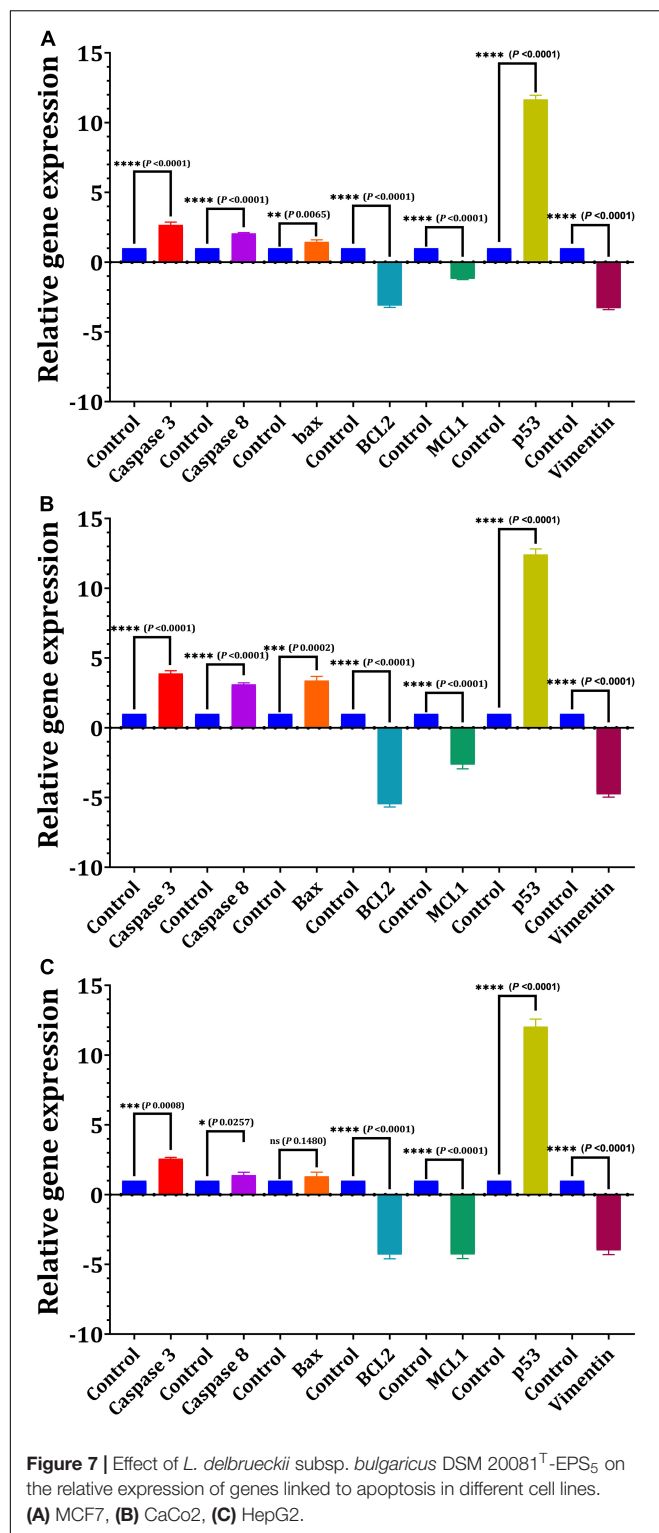 A
Relative gene expression
15
10
5
0
-5
-10
**** (P <0.0001)
**** (P <0.0001)
** (P 0.0065)
**** (P <0.0001)
**** (P <0.0001)
**** (P <0.0001)
**** (P <0.0001)
Control
Caspase 3
Control
Caspase 8
Control
bax
Control
BCL2
Control
MCL1
Control
p53
Control
Vimentin
B
Relative gene expression
15
10
5
0
-5
-10
**** (P <0.0001)
**** (P <0.0001)
*** (P 0.0002)
**** (P <0.0001)
**** (P <0.0001)
**** (P <0.0001)
**** (P <0.0001)
Control
Caspase 3
Control
Caspase 8
Control
Bax
Control
BCL2
Control
MCL1
Control
p53
Control
Vimentin
C
Relative gene expression
15
10
5
0
-5
-10
*** (P 0.0008)
* (P 0.0257)
ns (P 0.1480)
**** (P <0.0001)
**** (P <0.0001)
**** (P <0.0001)
**** (P <0.0001)
Control
Caspase 3
Control
Caspase 8
Control
Bax
Control
BCL2
Control
MCL1
Control
p53
Control
Vimentin
Figure 7 | Effect of L. delbrueckii subsp. bulgaricus DSM 20081ᵀ-EPS₅ on
the relative expression of genes linked to apoptosis in different cell lines.
(A) MCF7, (B) CaCo2, (C) HepG2.